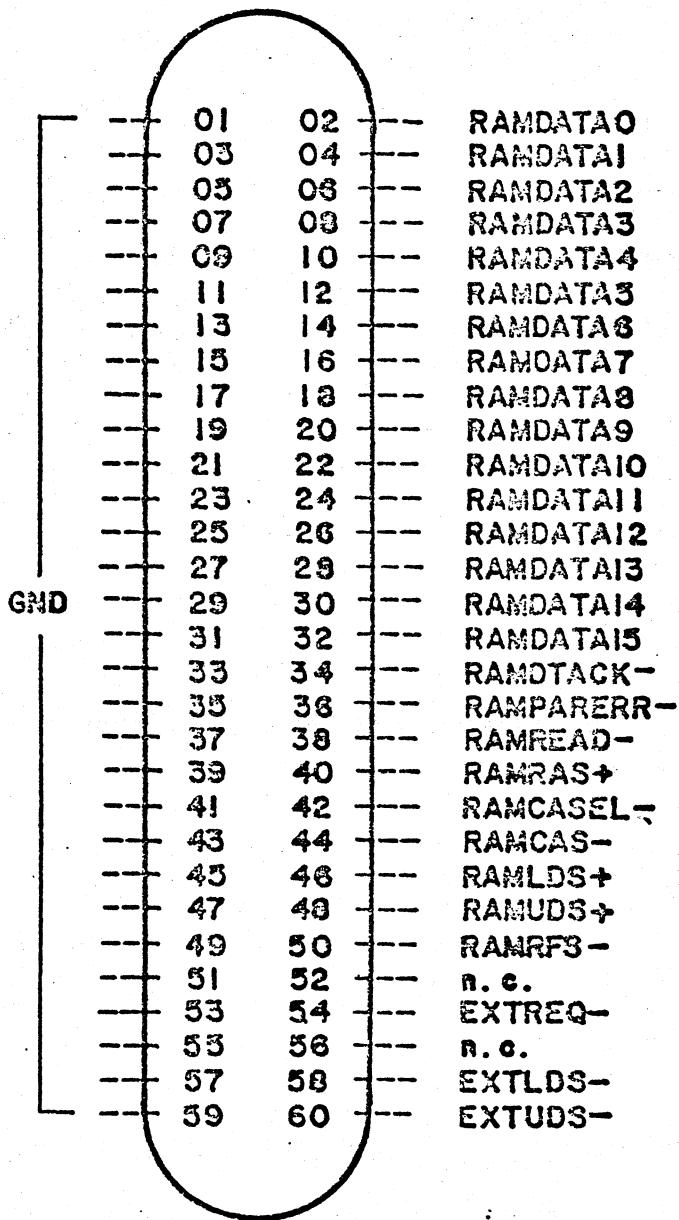 01 02 RAMDATA0
03 04 RAMDATA1
05 06 RAMDATA2
07 08 RAMDATA3
09 10 RAMDATA4
11 12 RAMDATA5
13 14 RAMDATA6
15 16 RAMDATA7
17 18 RAMDATA8
19 20 RAMDATA9
21 22 RAMDATA10
23 24 RAMDATA11
25 26 RAMDATA12
27 28 RAMDATA13
GND 29 30 RAMDATA14
31 32 RAMDATA15
33 34 RAMDTACK-
35 36 RAMPARERR-
37 38 RAMREAD-
39 40 RAMRAS+
41 42 RAMCASEL-
43 44 RAMCAS-
45 46 RAMLDS+
47 48 RAMUDS+
49 50 RAMRFS-
51 52 n.c.
53 54 EXTREQ-
55 56 n.c.
57 58 EXTLDS-
59 60 EXTUDS-